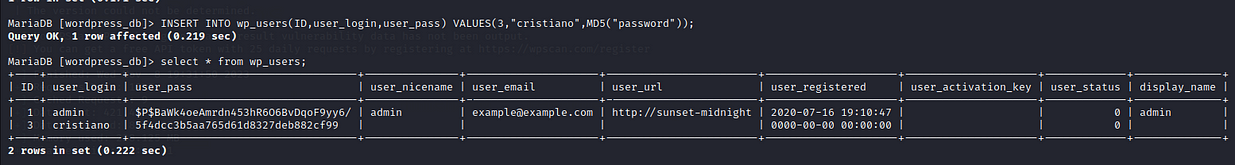 MariaDB [wordpress_db]> INSERT INTO wp_users(ID,user_login,user_pass) VALUES(3,"cristiano",MD5("password"));
Query OK, 1 row affected (0.219 sec)
MariaDB [wordpress_db]> select * from wp_users;
| ID | user_login | user_pass | user_nicename | user_email | user_url | user_registered | user_activation_key | user_status | display_name |
| 1 | admin | $P$BaWk4oeAmrdn453hR6O6BvDqoF9yy6/ | admin | example@example.com | http://sunset-midnight | 2020-07-16 19:10:47 | | 0 | admin |
| 3 | cristiano | 5f4dcc3b5aa765d61d8327deb882cf99 | | | | 0000-00-00 00:00:00 | | 0 | |
2 rows in set (0.222 sec)